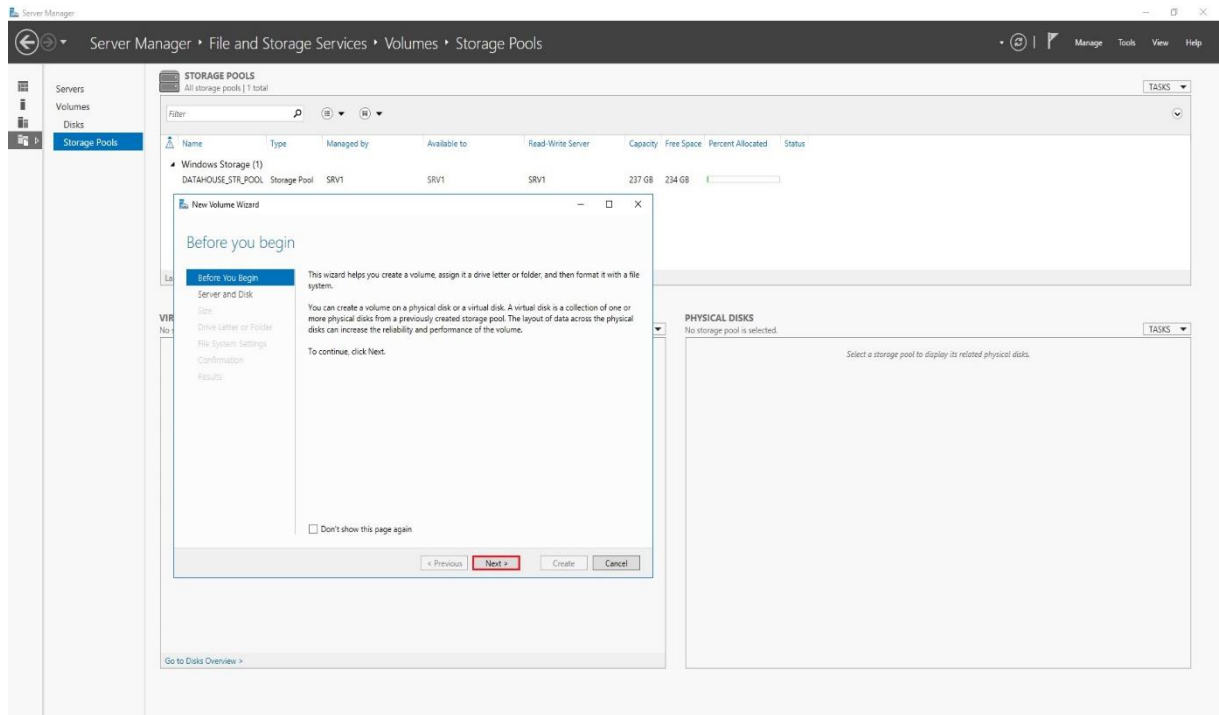 Server Manager
Server Manager • File and Storage Services • Volumes • Storage Pools
Manage Tools View Help
Servers
Volumes
Disks
Storage Pools
STORAGE POOLS
All storage pools | 1 total
TASKS
Filter
Name Type Managed by Available to Read-Write Server Capacity Free Space Percent Allocated Status
Windows Storage (1)
DATAHOUSE_STR_POOL Storage Pool SRV1 SRV1 SRV1 237 GB 234 GB
New Volume Wizard
Before you begin
Before You Begin
Server and Disk
Size
Drive Letter or Folder
File System Settings
Confirmation
Results
This wizard helps you create a volume, assign it a drive letter or folder, and then format it with a file
system.
You can create a volume on a physical disk or a virtual disk. A virtual disk is a collection of one or
more physical disks from a previously created storage pool. The layout of data across the physical
disks can increase the reliability and performance of the volume.
To continue, click Next.
Don't show this page again
< Previous Next > Create Cancel
La
VIR
No
PHYSICAL DISKS
No storage pool is selected.
TASKS
Select a storage pool to display its related physical disks.
Go to Disks Overview >